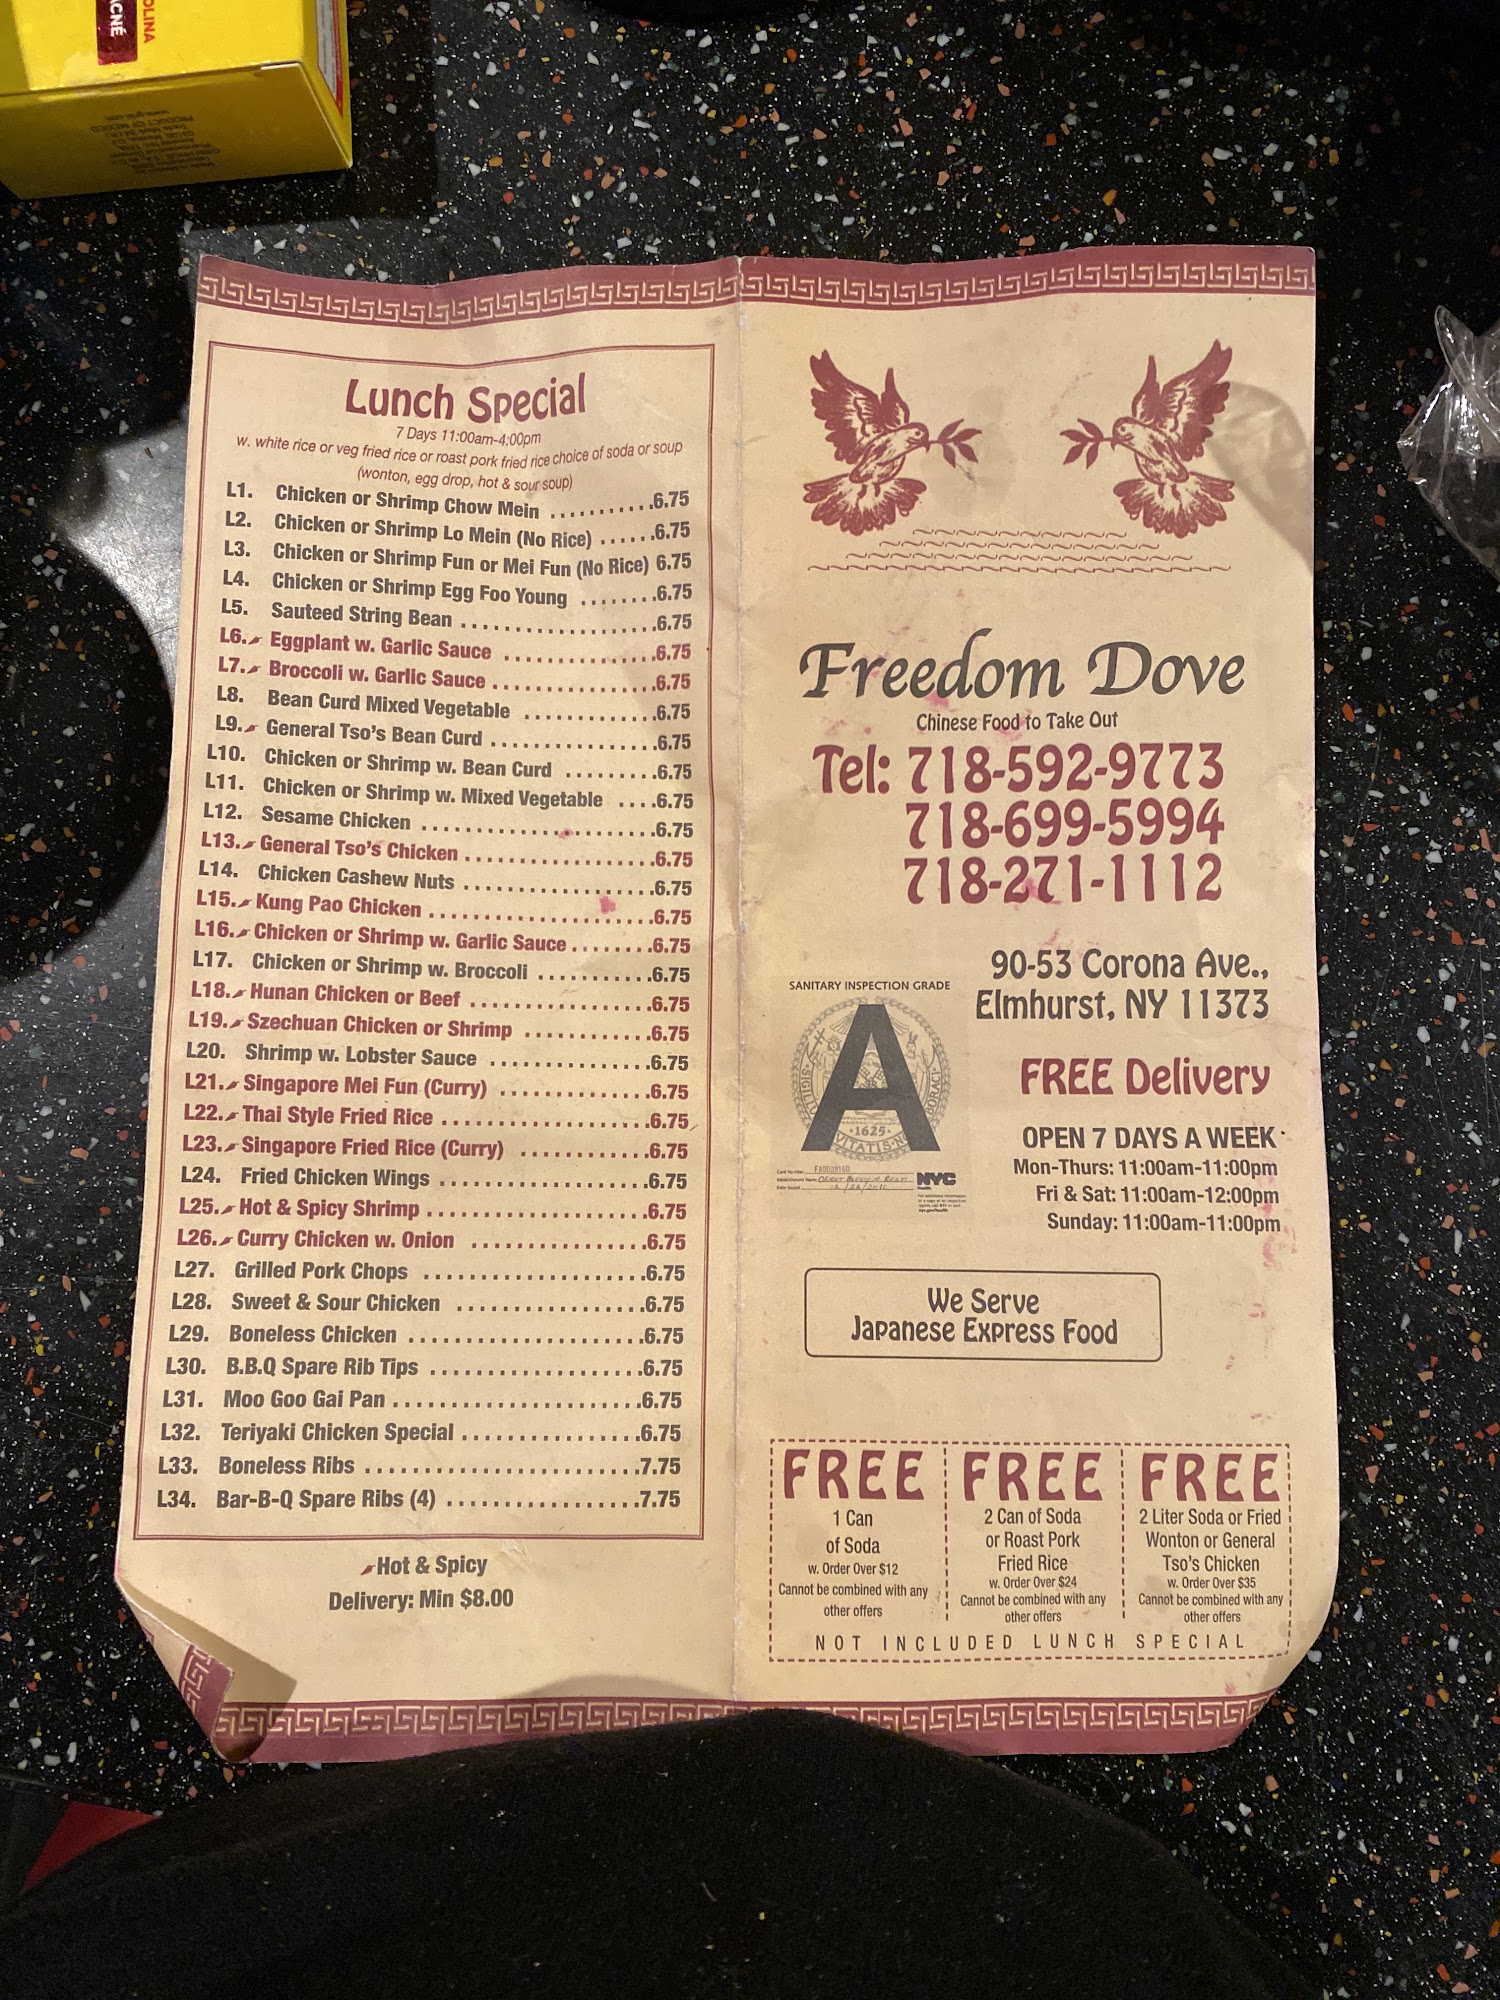 OLINA
ACNÉ
PRODUCT OF MEXICO
Lunch Special
7 Days 11:00am-4:00pm
w. white rice or veg fried rice or roast pork fried rice choice of soda or soup
(wonton, egg drop, hot & sour soup)
L1. Chicken or Shrimp Chow Mein ...........6.75
L2. Chicken or Shrimp Lo Mein (No Rice) ......6.75
L3. Chicken or Shrimp Fun or Mei Fun (No Rice) 6.75
L4. Chicken or Shrimp Egg Foo Young ........6.75
L5. Sauteed String Bean ....................6.75
L6. Eggplant w. Garlic Sauce ................6.75
L7. Broccoli w. Garlic Sauce .................6.75
L8. Bean Curd Mixed Vegetable .............6.75
L9. General Tso's Bean Curd .................6.75
L10. Chicken or Shrimp w. Bean Curd .........6.75
L11. Chicken or Shrimp w. Mixed Vegetable ....6.75
L12. Sesame Chicken ........................6.75
L13. General Tso's Chicken ...................6.75
L14. Chicken Cashew Nuts ...................6.75
L15. Kung Pao Chicken .......................6.75
L16. Chicken or Shrimp w. Garlic Sauce ........6.75
L17. Chicken or Shrimp w. Broccoli ............6.75
L18. Hunan Chicken or Beef ..................6.75
L19. Szechuan Chicken or Shrimp .............6.75
L20. Shrimp w. Lobster Sauce ................6.75
L21. Singapore Mei Fun (Curry) ...............6.75
L22. Thai Style Fried Rice .....................6.75
L23. Singapore Fried Rice (Curry) .............6.75
L24. Fried Chicken Wings .....................6.75
L25. Hot & Spicy Shrimp ......................6.75
L26. Curry Chicken w. Onion ..................6.75
L27. Grilled Pork Chops .......................6.75
L28. Sweet & Sour Chicken ...................6.75
L29. Boneless Chicken ........................6.75
L30. B.B.Q Spare Rib Tips .....................6.75
L31. Moo Goo Gai Pan .........................6.75
L32. Teriyaki Chicken Special ..................6.75
L33. Boneless Ribs ............................7.75
L34. Bar-B-Q Spare Ribs (4) ....................7.75
Hot & Spicy
Delivery: Min $8.00
Freedom Dove
Chinese Food to Take Out
Tel: 718-592-9773
718-699-5994
718-271-1112
90-53 Corona Ave.,
Elmhurst, NY 11373
SANITARY INSPECTION GRADE
A
1625
NYC
FREE Delivery
OPEN 7 DAYS A WEEK
Mon-Thurs: 11:00am-11:00pm
Fri & Sat: 11:00am-12:00pm
Sunday: 11:00am-11:00pm
We Serve
Japanese Express Food
FREE
1 Can
of Soda
w. Order Over $12
Cannot be combined with any
other offers
FREE
2 Can of Soda
or Roast Pork
Fried Rice
w. Order Over $24
Cannot be combined with any
other offers
FREE
2 Liter Soda or Fried
Wonton or General
Tso's Chicken
w. Order Over $35
Cannot be combined with any
other offers
NOT INCLUDED LUNCH SPECIAL